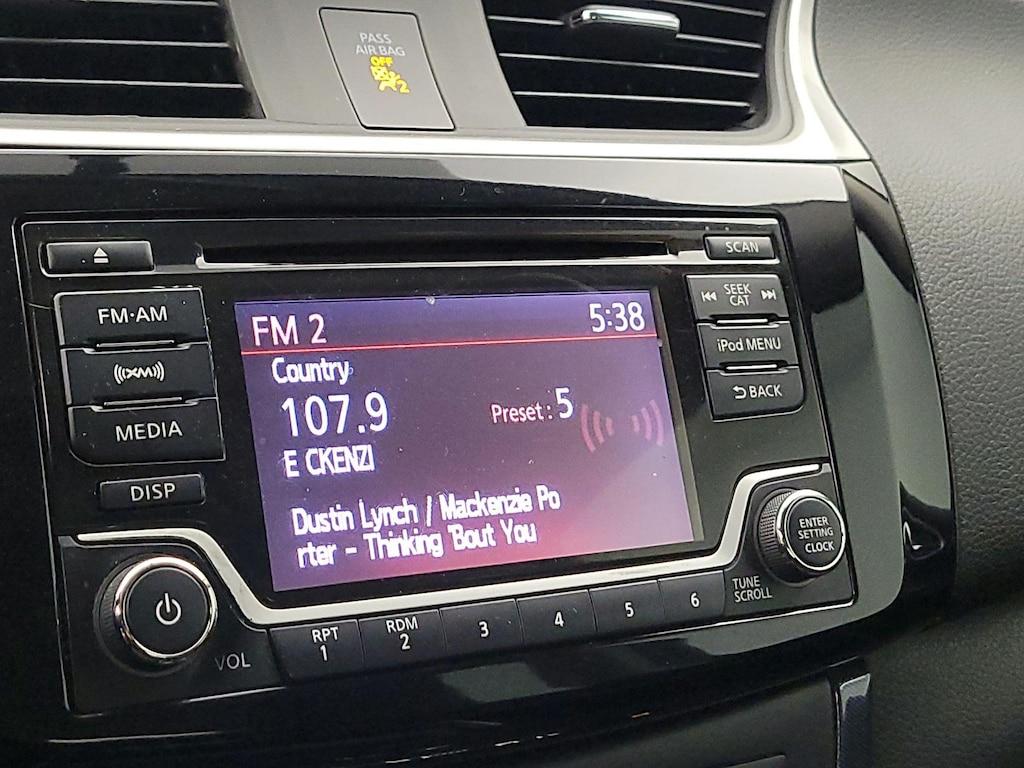 PASS
AIR BAG
OFF
2
SCAN
FM·AM
SEEK
CAT
XM
iPod MENU
MEDIA
BACK
DISP
FM 2 5:38
Country
107.9 Preset: 5
E CKENZI
Dustin Lynch / Mackenzie Po
rter - Thinking 'Bout You
ENTER
SETTING
CLOCK
TUNE
SCROLL
VOL
RPT
1
RDM
2
3
4
5
6